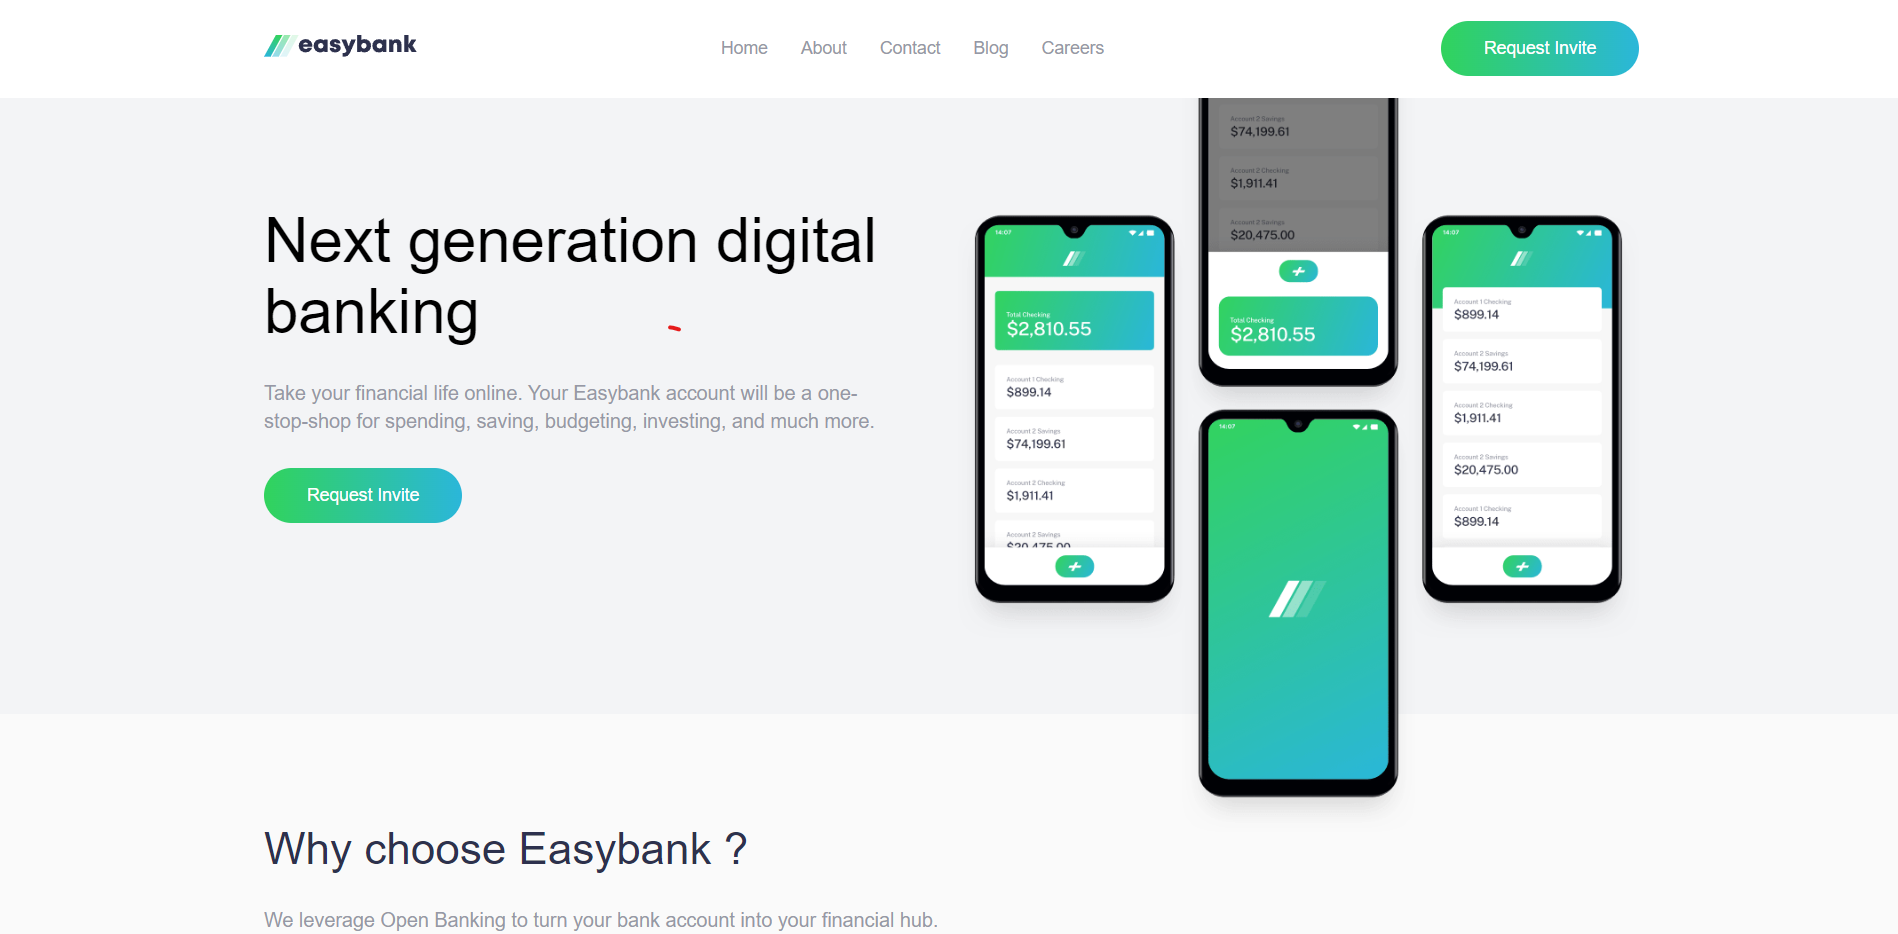 easybank
Home
About
Contact
Blog
Careers
Request Invite
Next generation digital
banking
Take your financial life online. Your Easybank account will be a one-
stop-shop for spending, saving, budgeting, investing, and much more.
Request Invite
14:07
Total Checking
$2,810.55
Account 1 Checking
$899.14
Account 2 Savings
$74,199.61
Account 2 Checking
$1,911.41
Account 2 Savings
$20,475.00
Account 2 Savings
$74,199.61
Account 2 Checking
$1,911.41
Account 2 Savings
$20,475.00
Total Checking
$2,810.55
14:07
14:07
Account 1 Checking
$899.14
Account 2 Savings
$74,199.61
Account 2 Checking
$1,911.41
Account 2 Savings
$20,475.00
Account 1 Checking
$899.14
Why choose Easybank ?
We leverage Open Banking to turn your bank account into your financial hub.